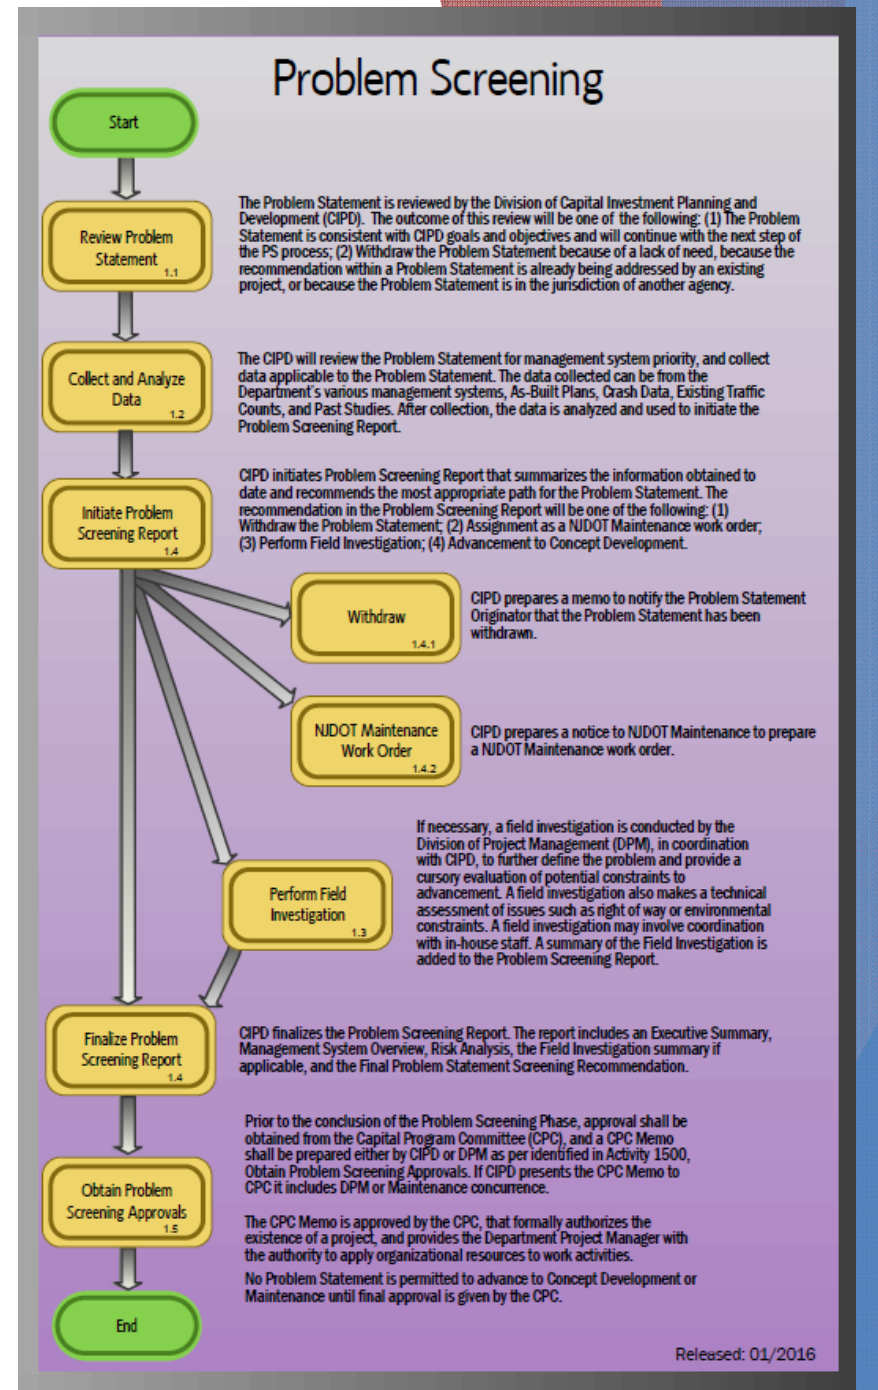 Problem Screening
Start
Review Problem
Statement
1.1
The Problem Statement is reviewed by the Division of Capital Investment Planning and
Development (CIPD). The outcome of this review will be one of the following: (1) The Problem
Statement is consistent with CIPD goals and objectives and will continue with the next step of
the PS process; (2) Withdraw the Problem Statement because of a lack of need, because the
recommendation within a Problem Statement is already being addressed by an existing
project, or because the Problem Statement is in the jurisdiction of another agency.
Collect and Analyze
Data
1.2
The CIPD will review the Problem Statement for management system priority, and collect
data applicable to the Problem Statement. The data collected can be from the
Department's various management systems, As-Built Plans, Crash Data, Existing Traffic
Counts, and Past Studies. After collection, the data is analyzed and used to initiate the
Problem Screening Report.
Initiate Problem
Screening Report
1.4
CIPD initiates Problem Screening Report that summarizes the information obtained to
date and recommends the most appropriate path for the Problem Statement. The
recommendation in the Problem Screening Report will be one of the following: (1)
Withdraw the Problem Statement; (2) Assignment as a NJDOT Maintenance work order;
(3) Perform Field Investigation; (4) Advancement to Concept Development.
Withdraw
1.4.1
CIPD prepares a memo to notify the Problem Statement
Originator that the Problem Statement has been
withdrawn.
NJDOT Maintenance
Work Order
1.4.2
CIPD prepares a notice to NJDOT Maintenance to prepare
a NJDOT Maintenance work order.
Perform Field
Investigation
1.3
If necessary, a field investigation is conducted by the
Division of Project Management (DPM), in coordination
with CIPD, to further define the problem and provide a
cursory evaluation of potential constraints to
advancement. A field investigation also makes a technical
assessment of issues such as right of way or environmental
constraints. A field investigation may involve coordination
with in-house staff. A summary of the Field Investigation is
added to the Problem Screening Report.
Finalize Problem
Screening Report
1.4
CIPD finalizes the Problem Screening Report. The report includes an Executive Summary,
Management System Overview, Risk Analysis, the Field Investigation summary if
applicable, and the Final Problem Statement Screening Recommendation.
Obtain Problem
Screening Approvals
1.5
Prior to the conclusion of the Problem Screening Phase, approval shall be
obtained from the Capital Program Committee (CPC), and a CPC Memo
shall be prepared either by CIPD or DPM as per identified in Activity 1500,
Obtain Problem Screening Approvals. If CIPD presents the CPC Memo to
CPC it includes DPM or Maintenance concurrence.
The CPC Memo is approved by the CPC, that formally authorizes the
existence of a project, and provides the Department Project Manager with
the authority to apply organizational resources to work activities.
No Problem Statement is permitted to advance to Concept Development or
Maintenance until final approval is given by the CPC.
End
Released: 01/2016